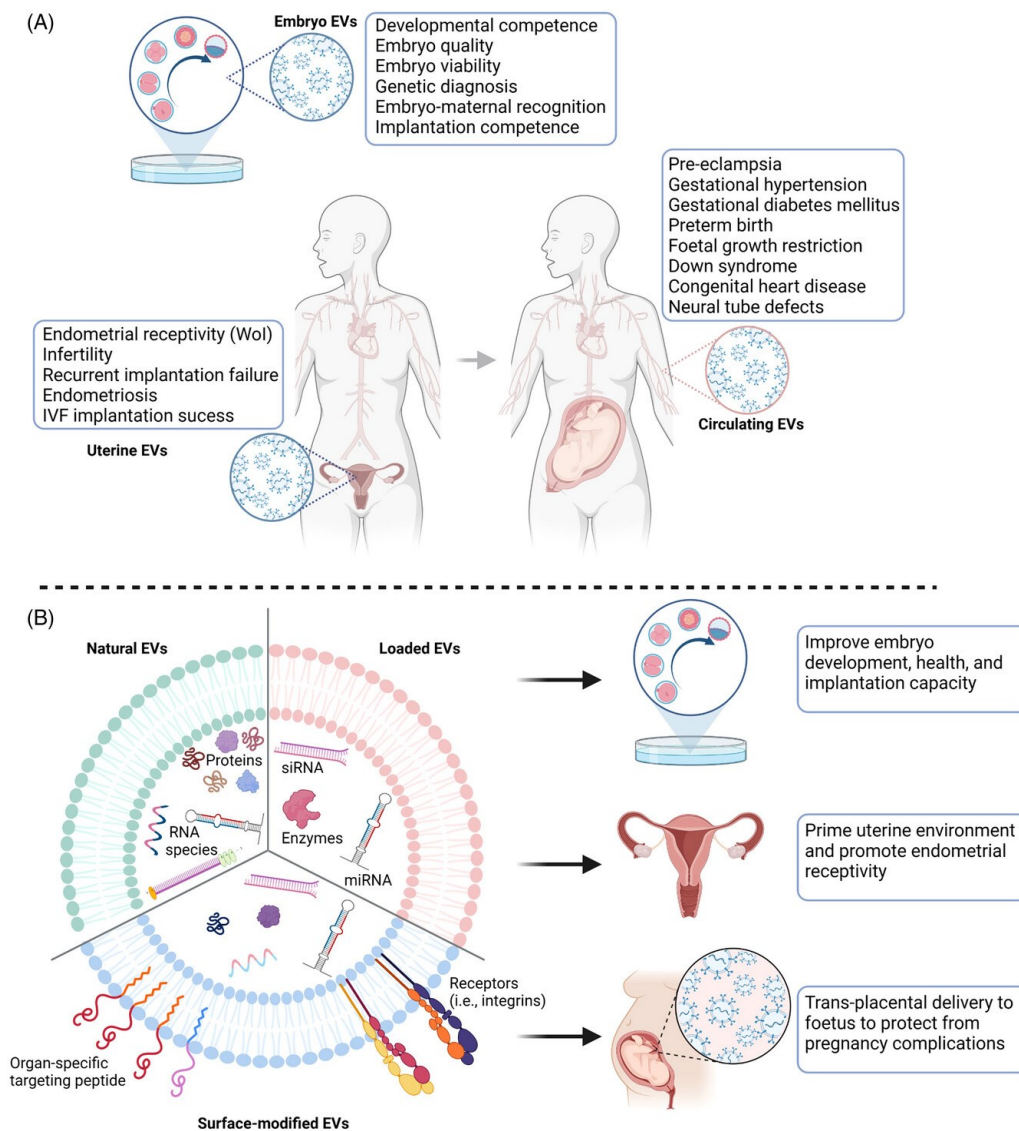 (A)
Embryo EVs
Developmental competence
Embryo quality
Embryo viability
Genetic diagnosis
Embryo-maternal recognition
Implantation competence
Pre-eclampsia
Gestational hypertension
Gestational diabetes mellitus
Preterm birth
Foetal growth restriction
Down syndrome
Congenital heart disease
Neural tube defects
Circulating EVs
Endometrial receptivity (WoI)
Infertility
Recurrent implantation failure
Endometriosis
IVF implantation sucess
Uterine EVs
(B)
Natural EVs
Loaded EVs
Proteins
RNA
species
siRNA
Enzymes
miRNA
Receptors
(i.e., integrins)
Organ-specific
targeting peptide
Surface-modified EVs
Improve embryo
development, health, and
implantation capacity
Prime uterine environment
and promote endometrial
receptivity
Trans-placental delivery to
foetus to protect from
pregnancy complications